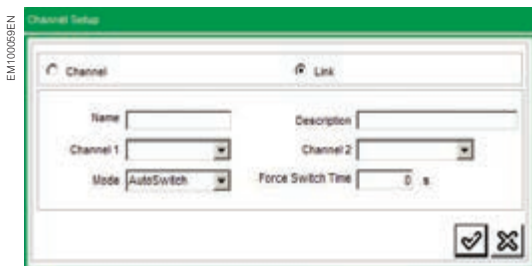 EM100059EN
Channel Setup
Channel Link
Name Description
Channel 1 Channel 2
Mode AutoSwitch Force Switch Time 0 s